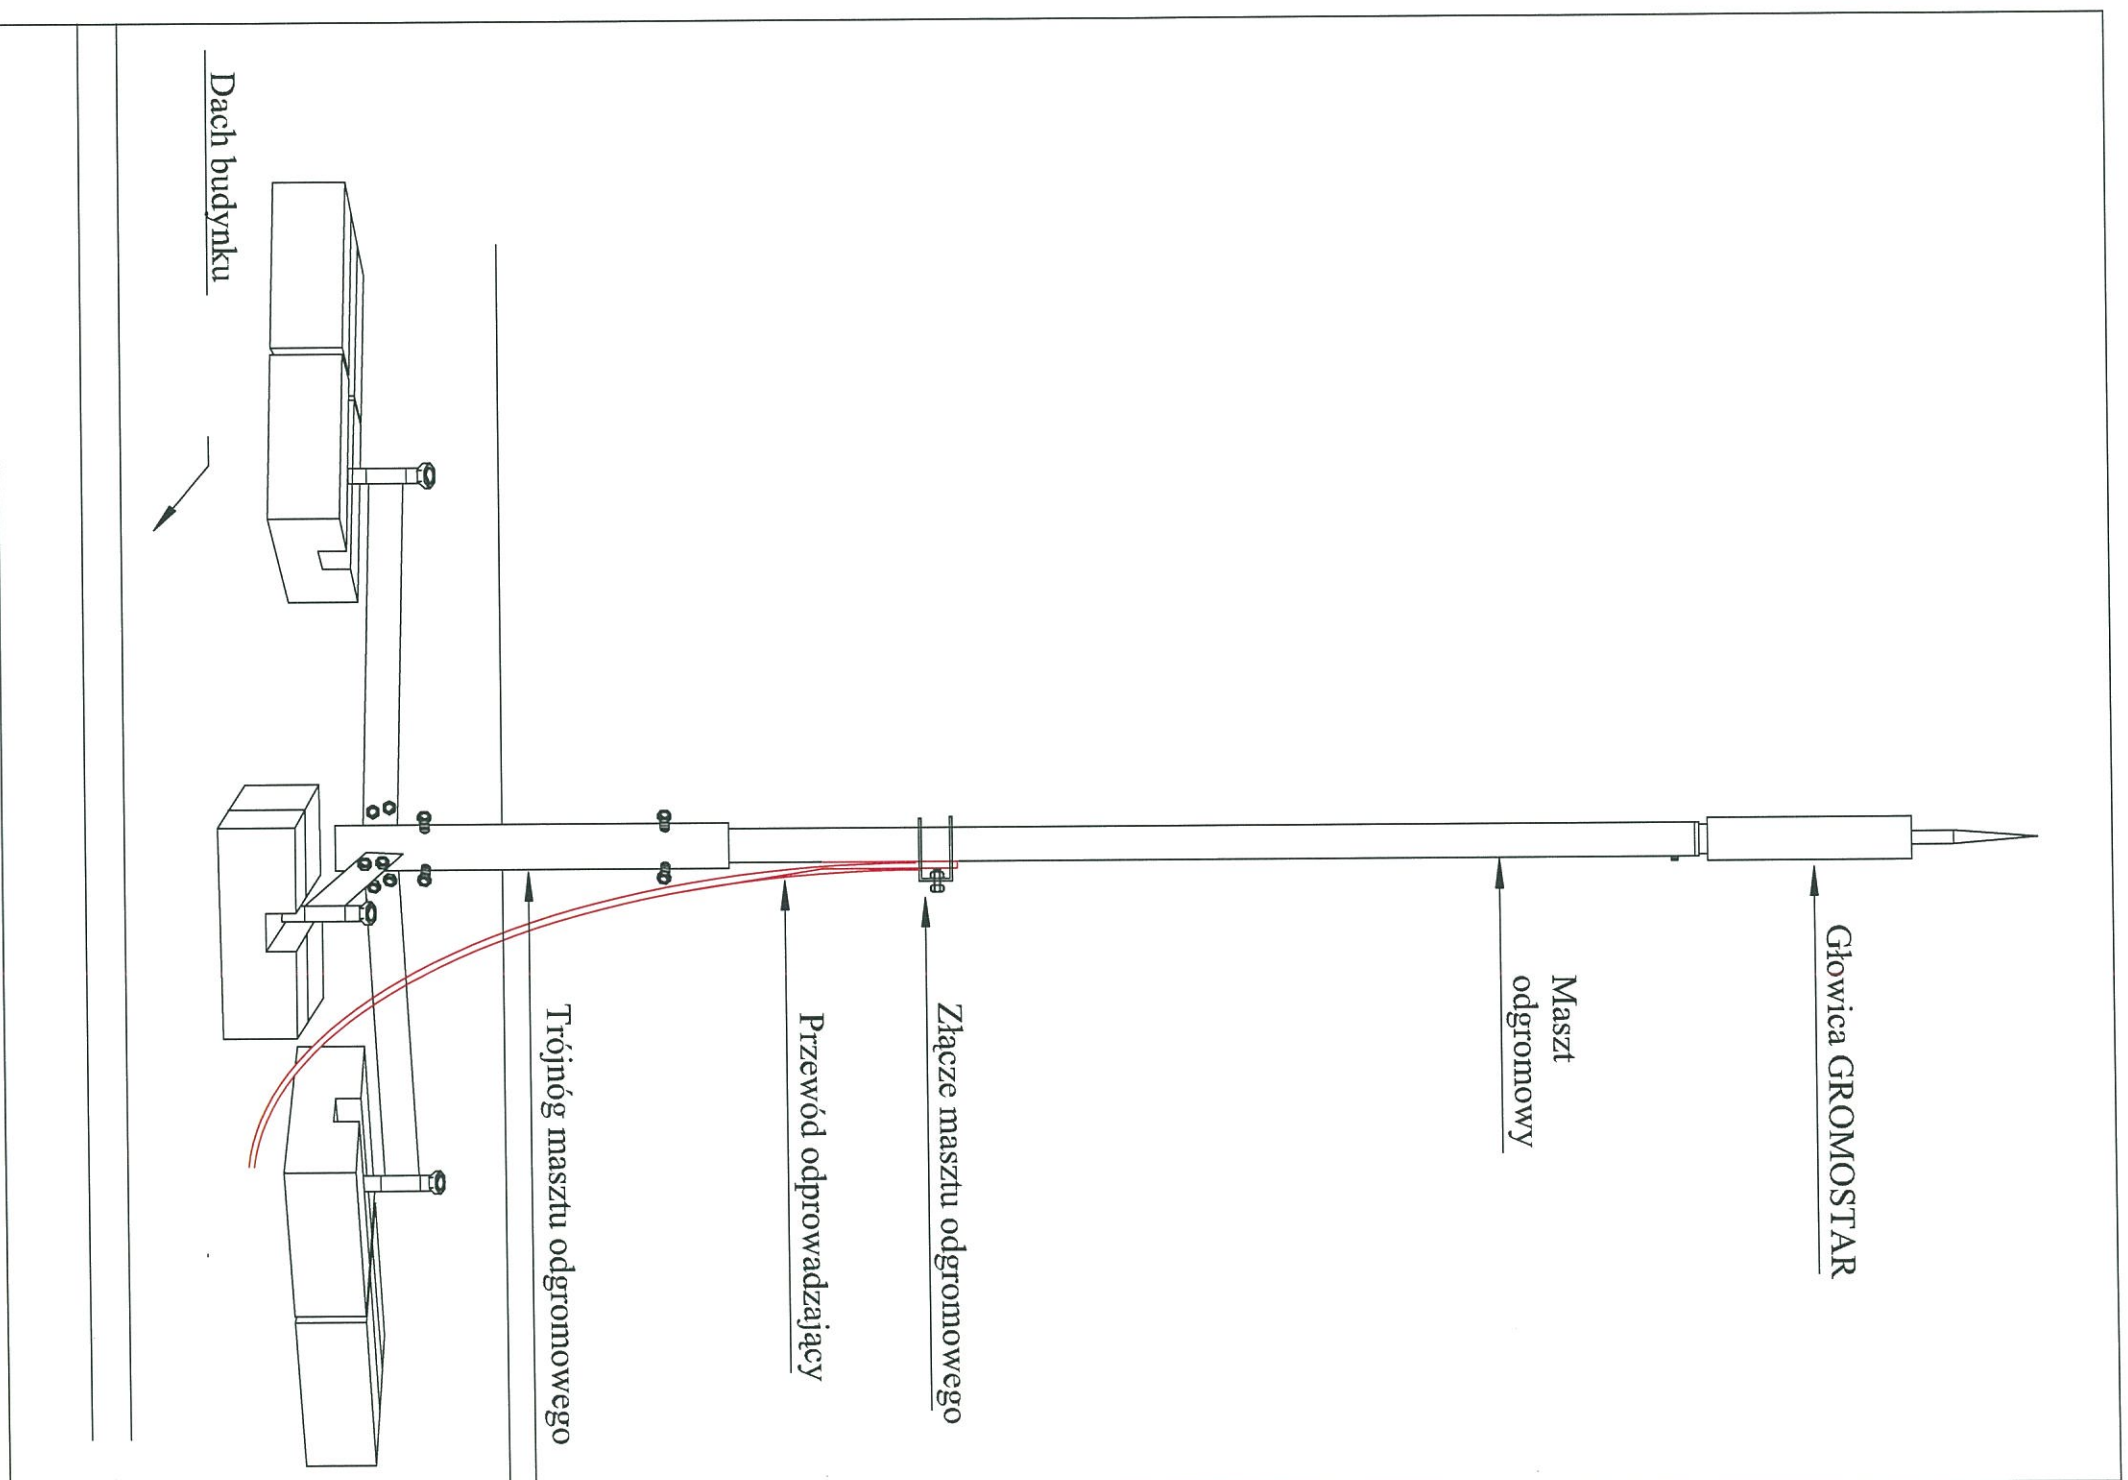 Głowica GROMOSTAR
Maszt
odgromowy
Złącze masztu odgromowego
Przewód odprowadzający
Trójnóg masztu odgromowego
Dach budynku